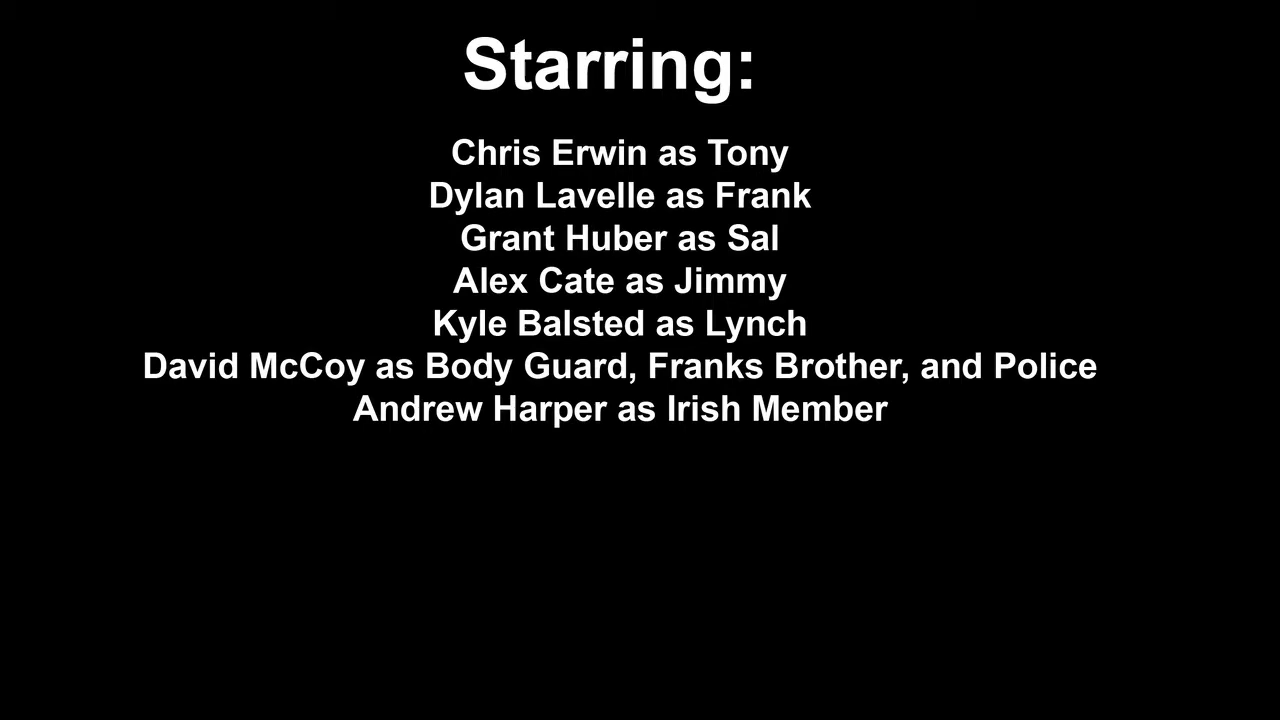 Starring:
Chris Erwin as Tony
Dylan Lavelle as Frank
Grant Huber as Sal
Alex Cate as Jimmy
Kyle Balsted as Lynch
David McCoy as Body Guard, Franks Brother, and Police
Andrew Harper as Irish Member